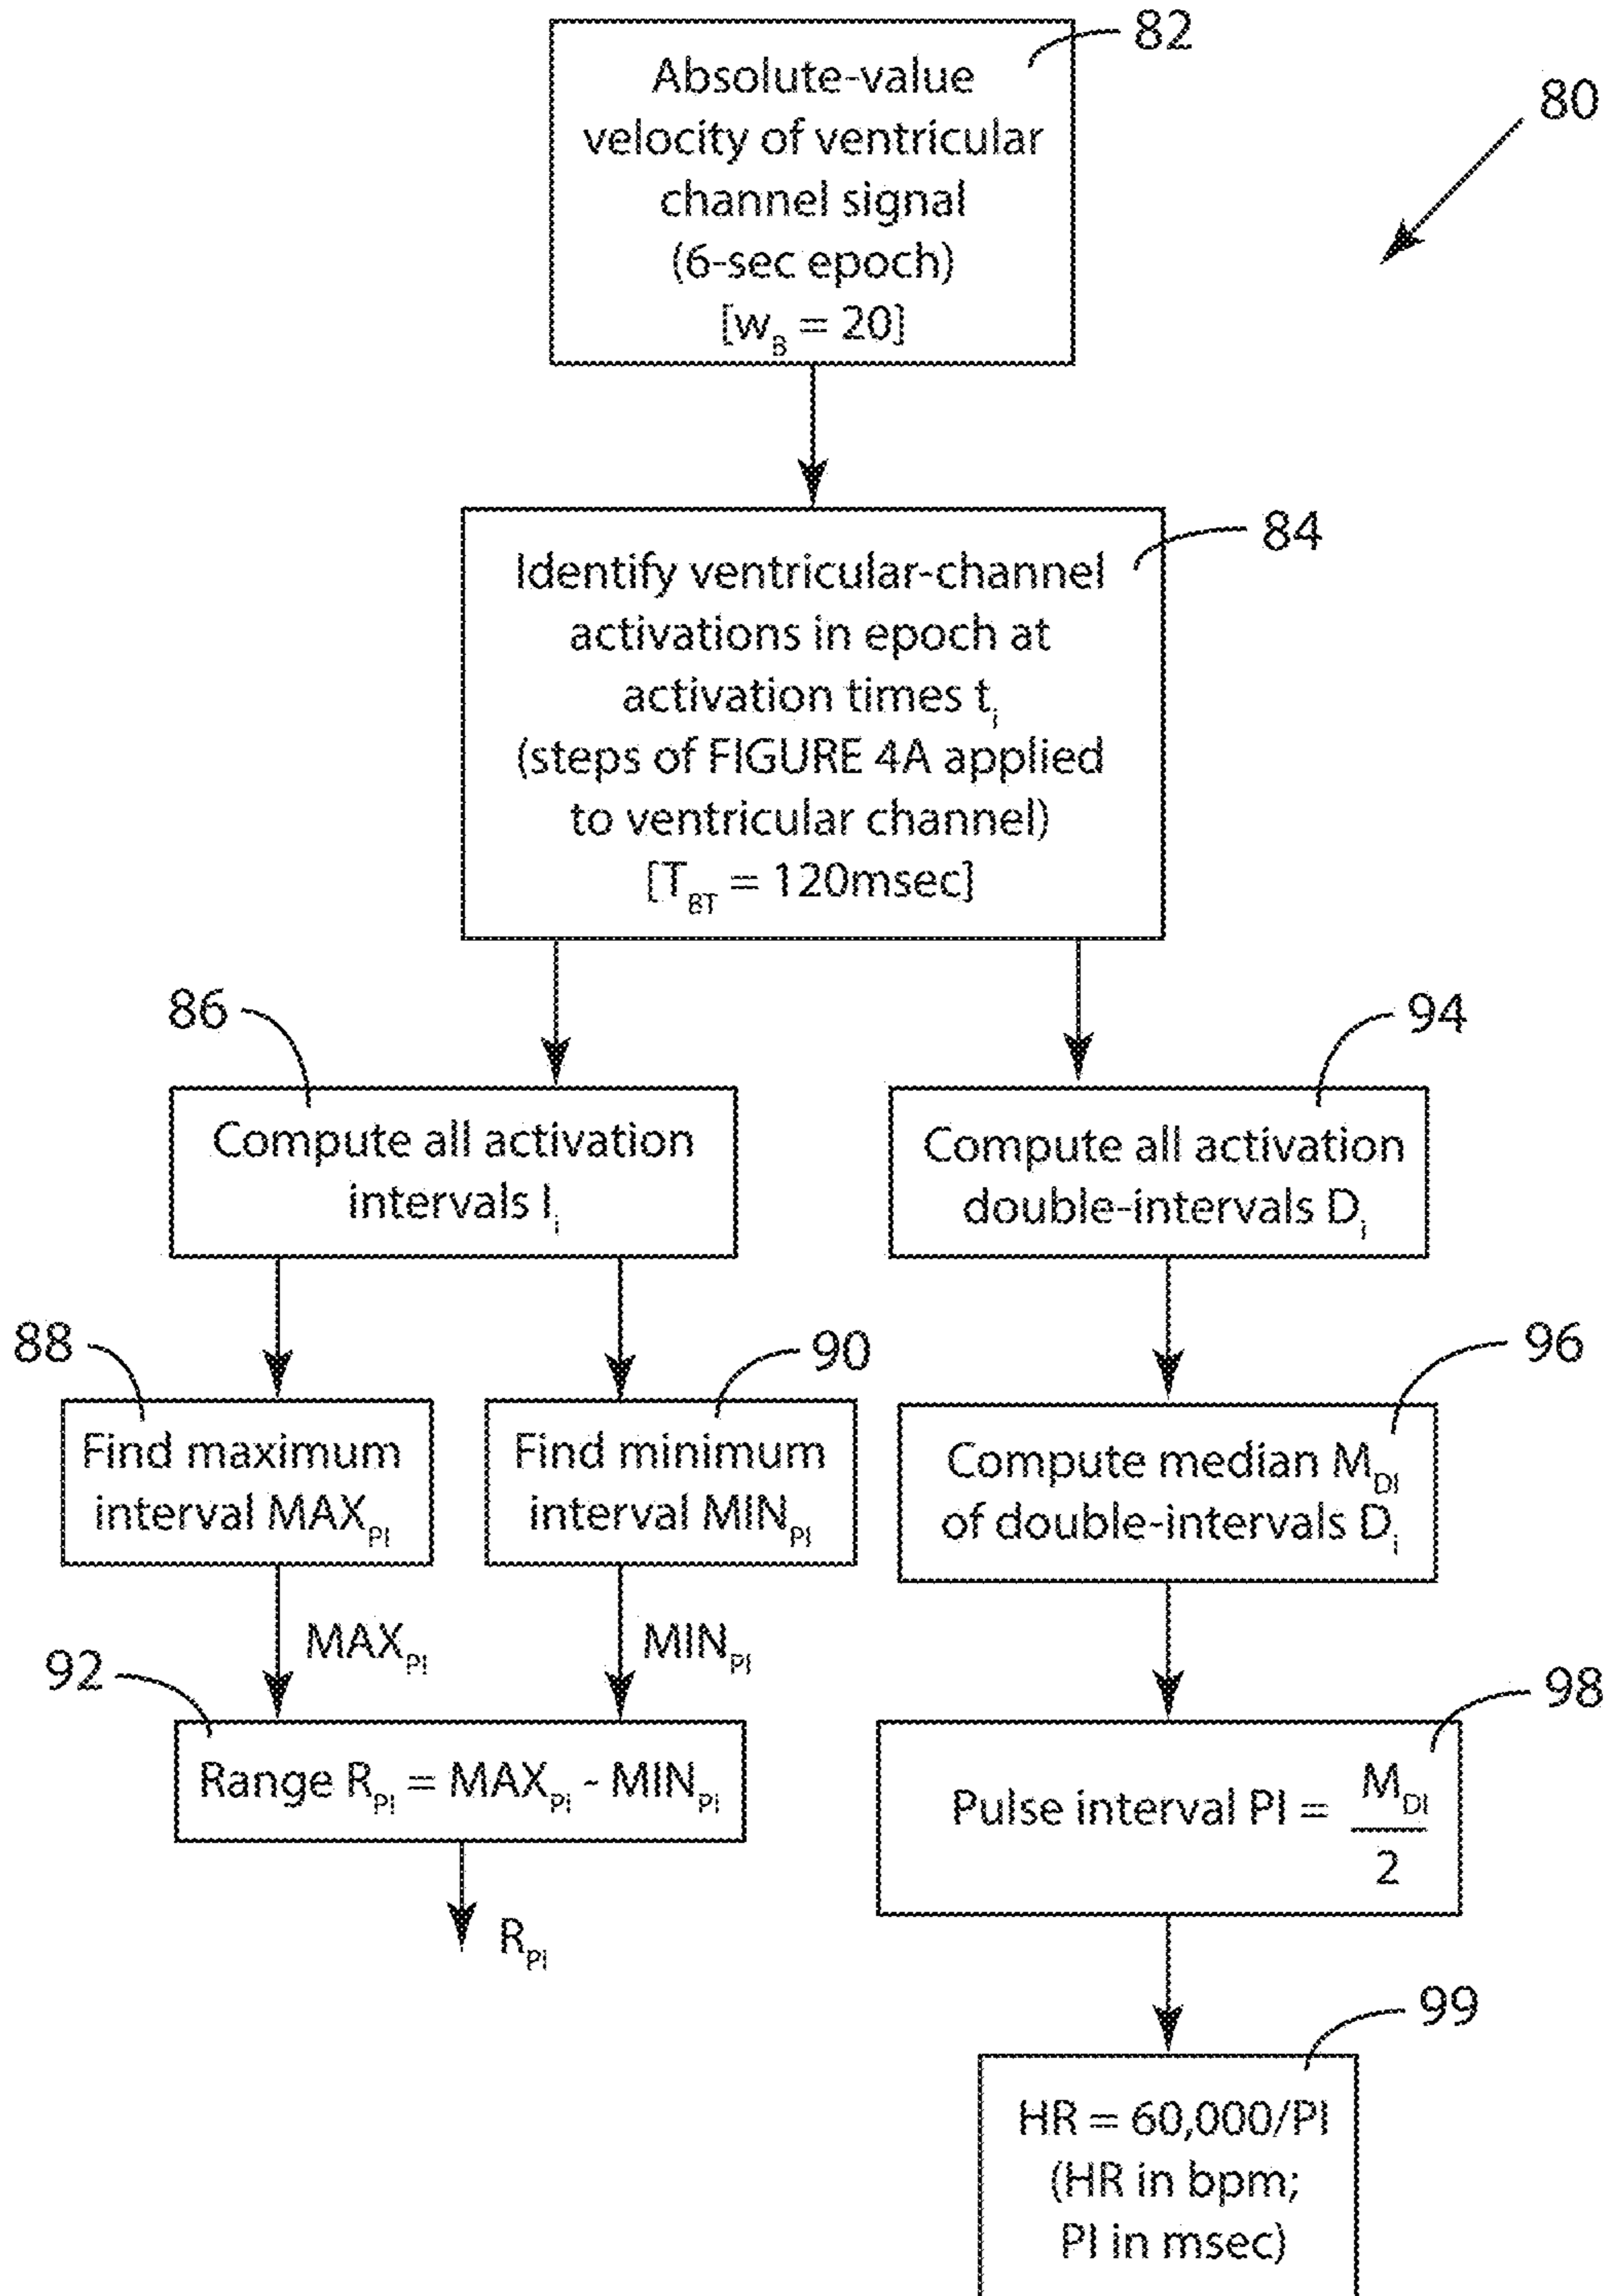 82
Absolute-value
velocity of ventricular
channel signal
(6-sec epoch)
[w_B = 20]
80
84
Identify ventricular-channel
activations in epoch at
activation times t_i
(steps of FIGURE 4A applied
to ventricular channel)
[T_BT = 120msec]
86
Compute all activation
intervals I_i
94
Compute all activation
double-intervals D_i
88
Find maximum
interval MAX_PI
90
Find minimum
interval MIN_PI
96
Compute median M_DI
of double-intervals D_i
MAX_PI
MIN_PI
92
Range R_PI = MAX_PI - MIN_PI
R_PI
98
Pulse interval PI = M_DI
2
99
HR = 60,000/PI
(HR in bpm;
PI in msec)